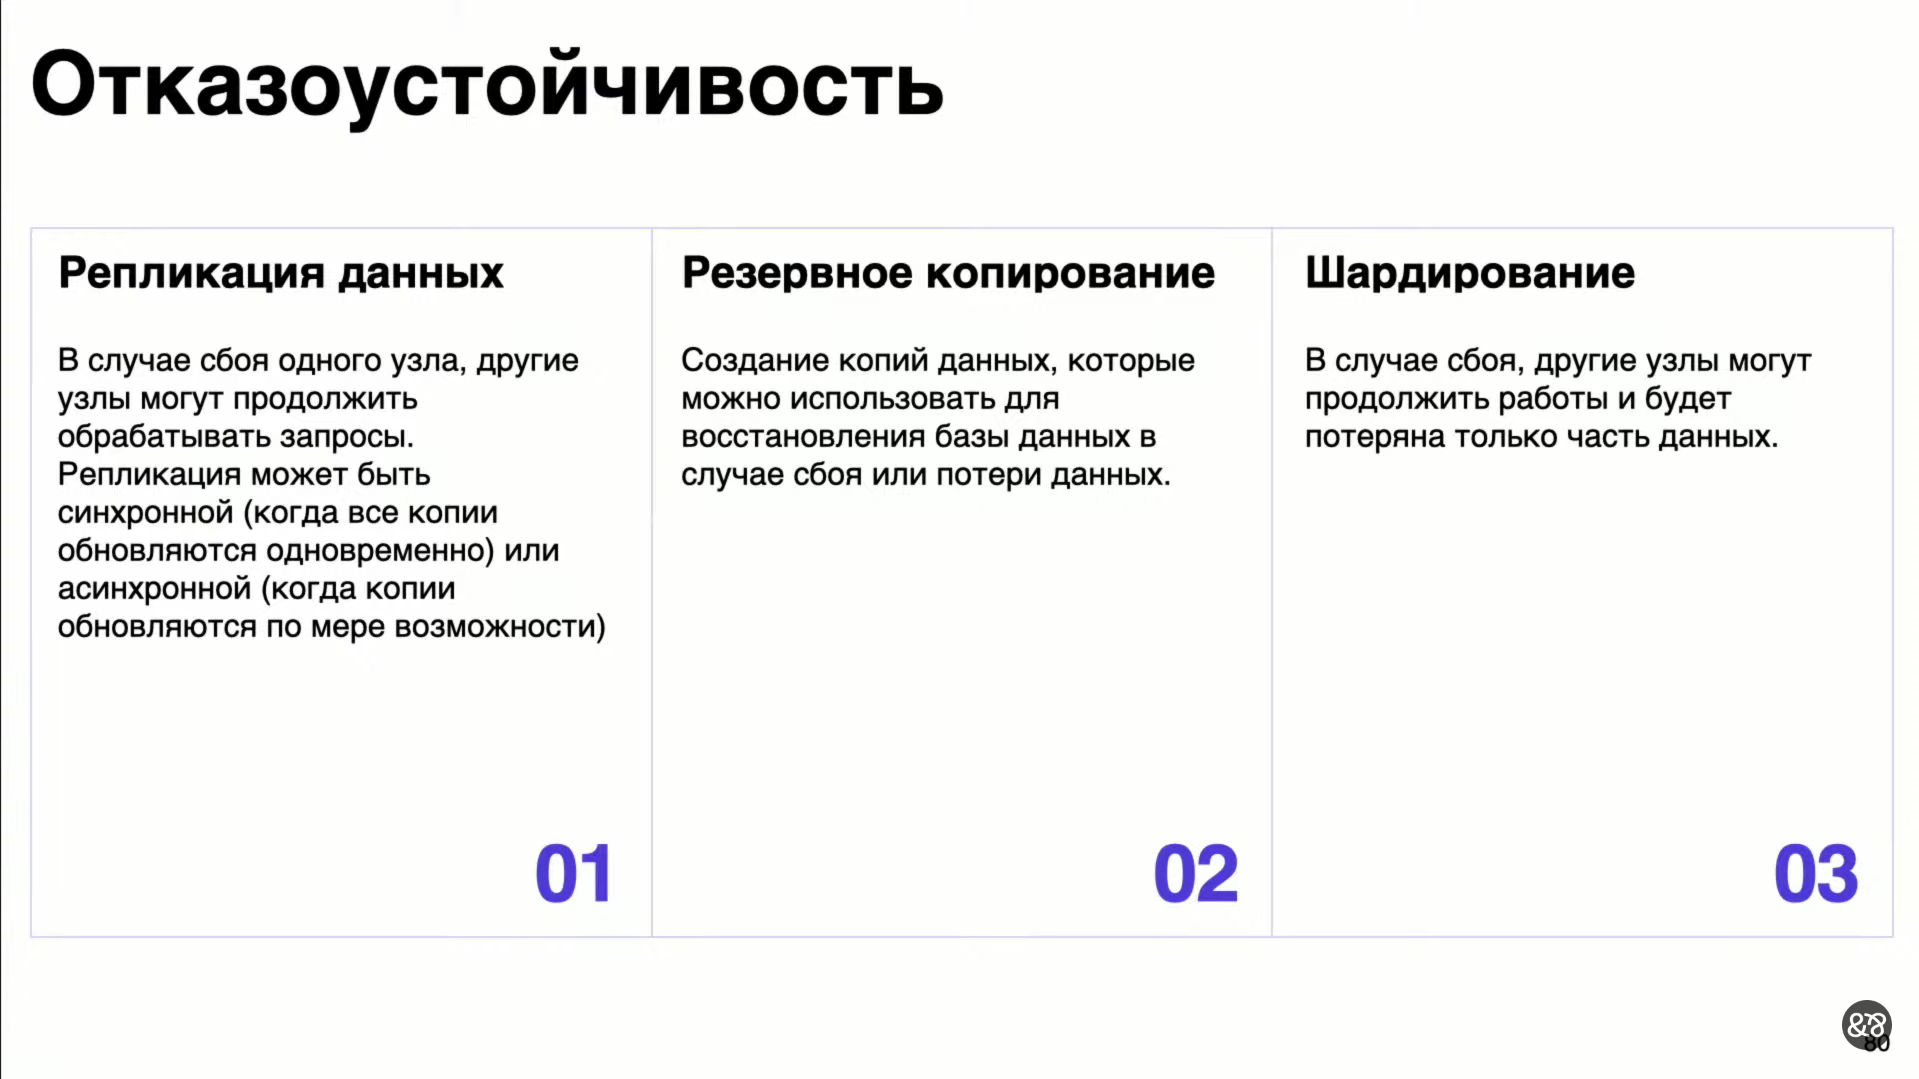 Отказоустойчивость
Репликация данных
В случае сбоя одного узла, другие
узлы могут продолжить
обрабатывать запросы.
Репликация может быть
синхронной (когда все копии
обновляются одновременно) или
асинхронной (когда копии
обновляются по мере возможности)
01
Резервное копирование
Создание копий данных, которые
можно использовать для
восстановления базы данных в
случае сбоя или потери данных.
02
Шардирование
В случае сбоя, другие узлы могут
продолжить работы и будет
потеряна только часть данных.
03
80